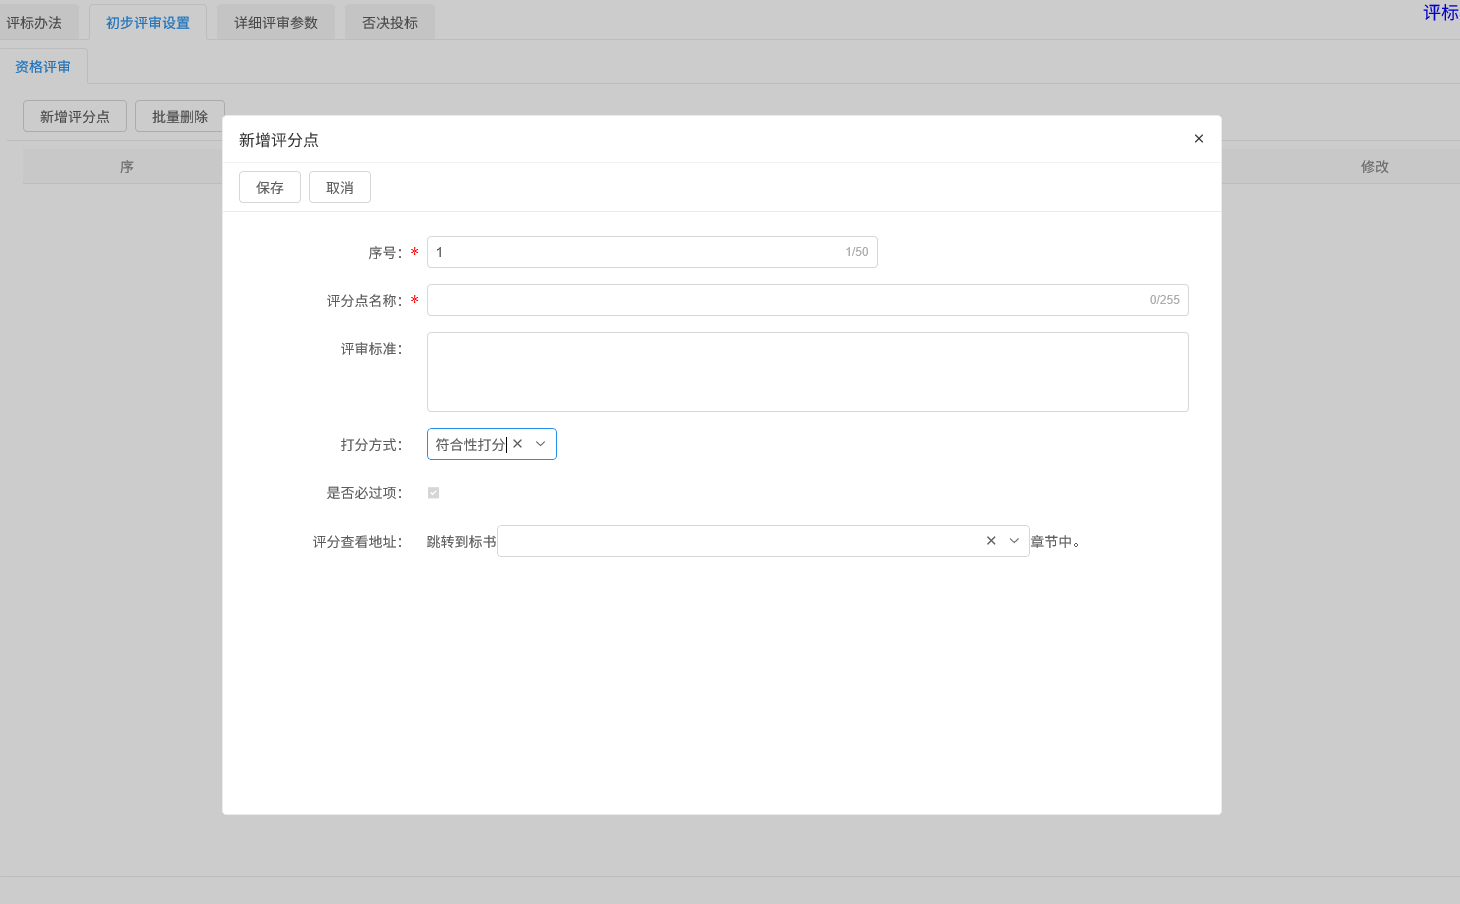 评标办法 初步评审设置 详细评审参数 否决投标 评标
资格评审
新增评分点 批量删除
序 修改
新增评分点 ×
保存 取消
序号：* 1 1/50
评分点名称：* 0/255
评审标准：
打分方式： 符合性打分
是否必过项：
评分查看地址： 跳转到标书 章节中。